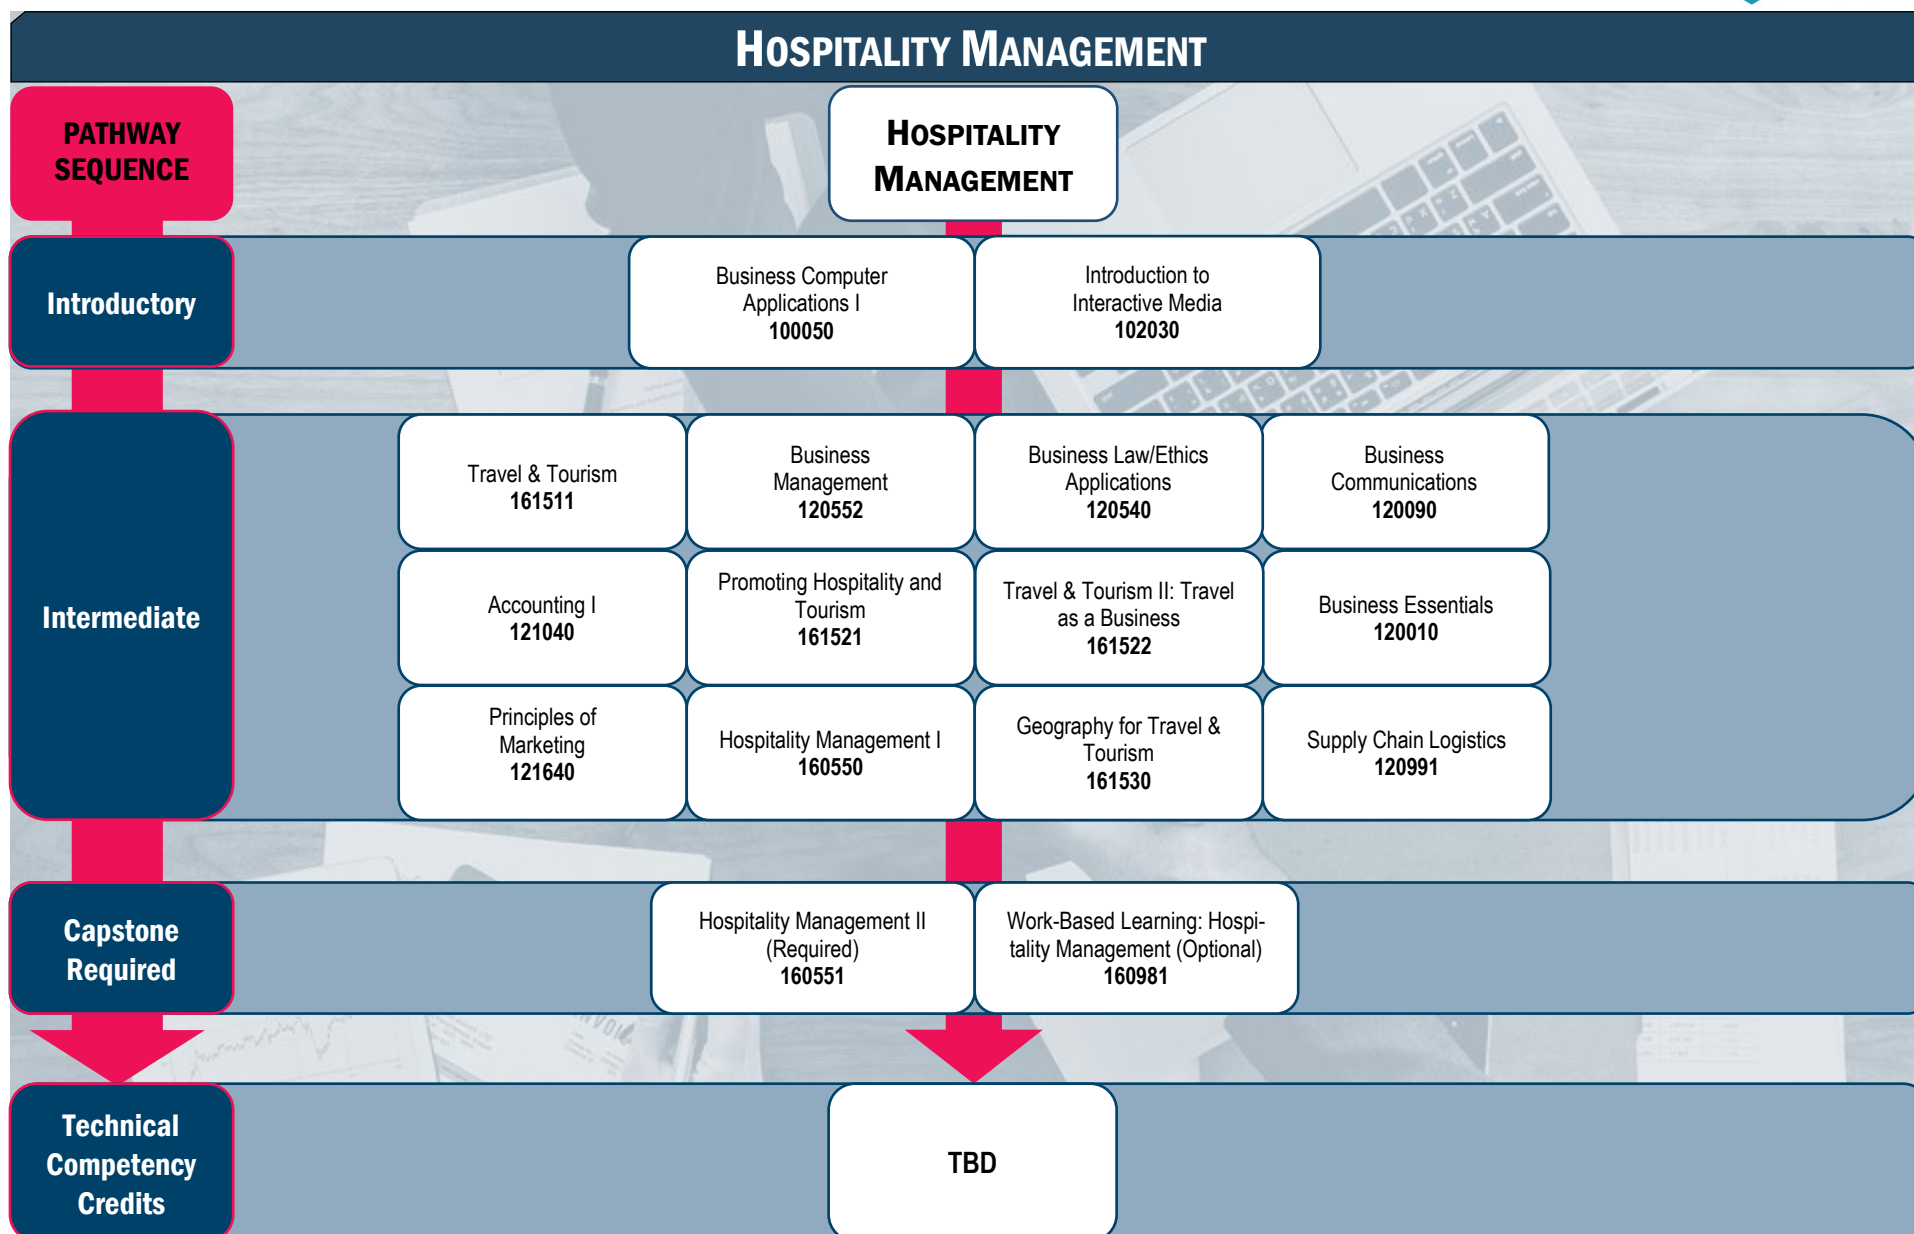 HOSPITALITY MANAGEMENT
PATHWAY
SEQUENCE
HOSPITALITY
MANAGEMENT
Introductory
Business Computer
Applications I
100050
Introduction to
Interactive Media
102030
Intermediate
Travel & Tourism
161511
Business
Management
120552
Business Law/Ethics
Applications
120540
Business
Communications
120090
Accounting I
121040
Promoting Hospitality and
Tourism
161521
Travel & Tourism II: Travel
as a Business
161522
Business Essentials
120010
Principles of
Marketing
121640
Hospitality Management I
160550
Geography for Travel &
Tourism
161530
Supply Chain Logistics
120991
Capstone
Required
Hospitality Management II
(Required)
160551
Work-Based Learning: Hospi-
tality Management (Optional)
160981
INVOICE
Technical
Competency
Credits
TBD